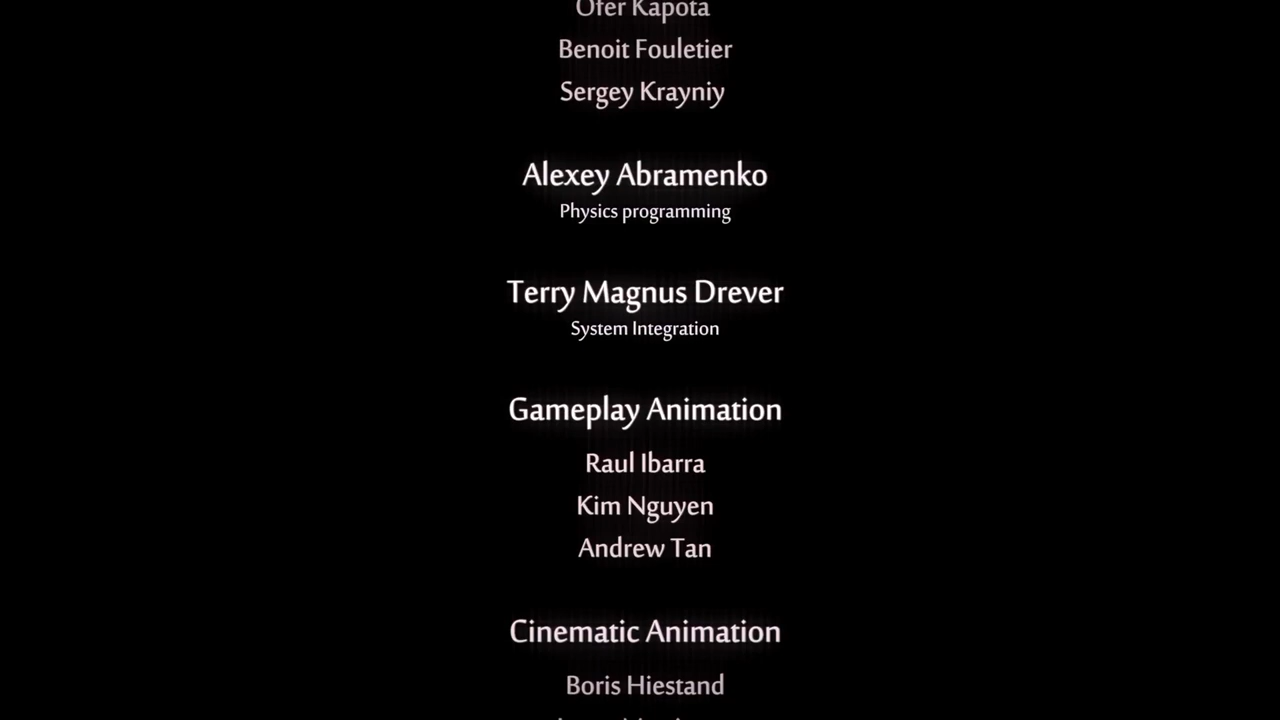 Ofer Kapota
Benoit Fouletier
Sergey Krayniy
Alexey Abramenko
Physics programming
Terry Magnus Drever
System Integration
Gameplay Animation
Raul Ibarra
Kim Nguyen
Andrew Tan
Cinematic Animation
Boris Hiestand